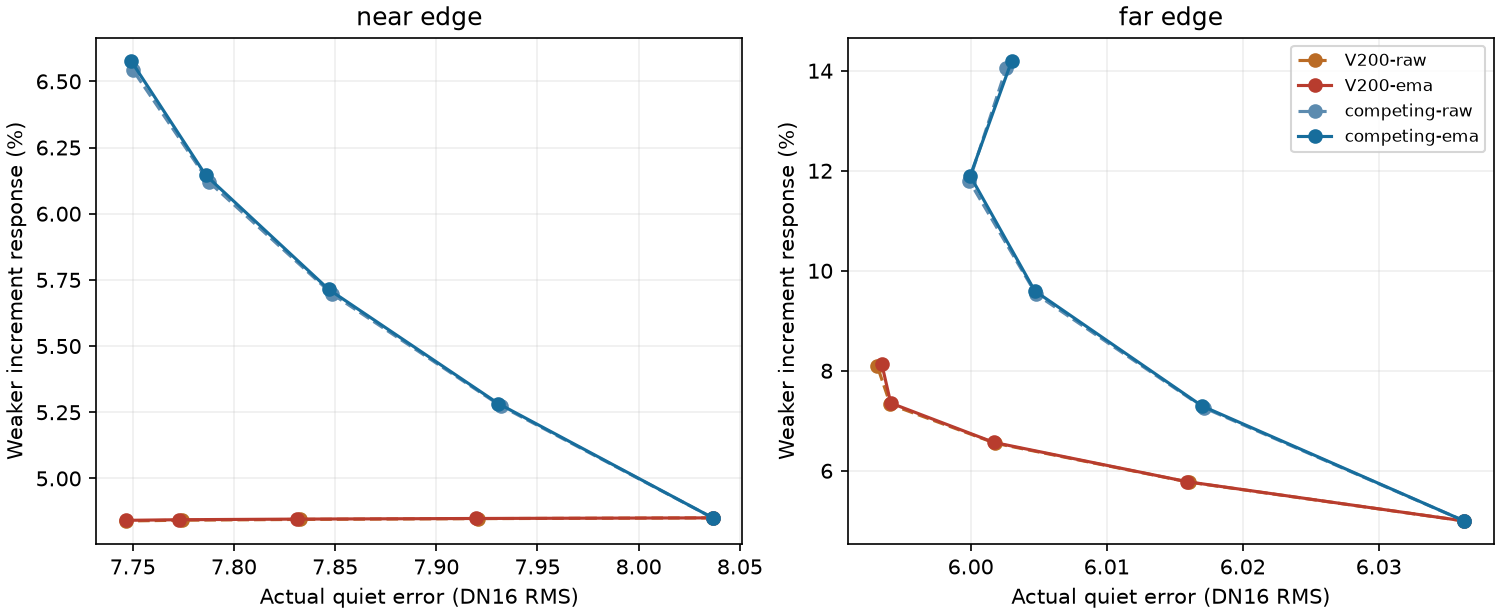 near edge
6.50
6.25
6.00
5.75
5.50
5.25
5.00
Weaker increment response (%)
7.75
7.80
7.85
7.90
7.95
8.00
8.05
Actual quiet error (DN16 RMS)
far edge
V200-raw
V200-ema
competing-raw
competing-ema
14
12
10
8
6
Weaker increment response (%)
6.00
6.01
6.02
6.03
Actual quiet error (DN16 RMS)